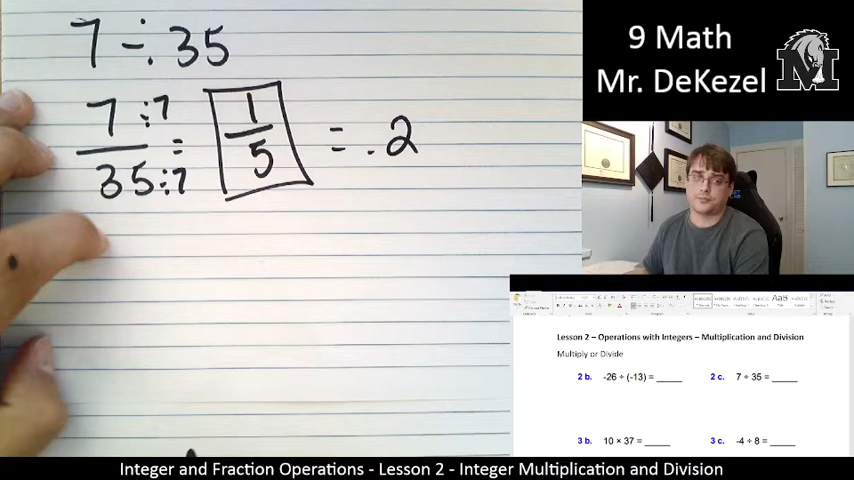 7 ÷ 35
7 ÷7
35 ÷7 = 1/5 = .2
9 Math
Mr. DeKezel
M
Lesson 2 – Operations with Integers – Multiplication and Division
Multiply or Divide
2 b. -26 ÷ (-13) = _____ 2 c. 7 ÷ 35 = _____
3 b. 10 × 37 = _____ 3 c. -4 ÷ 8 = _____
Integer and Fraction Operations - Lesson 2 - Integer Multiplication and Division